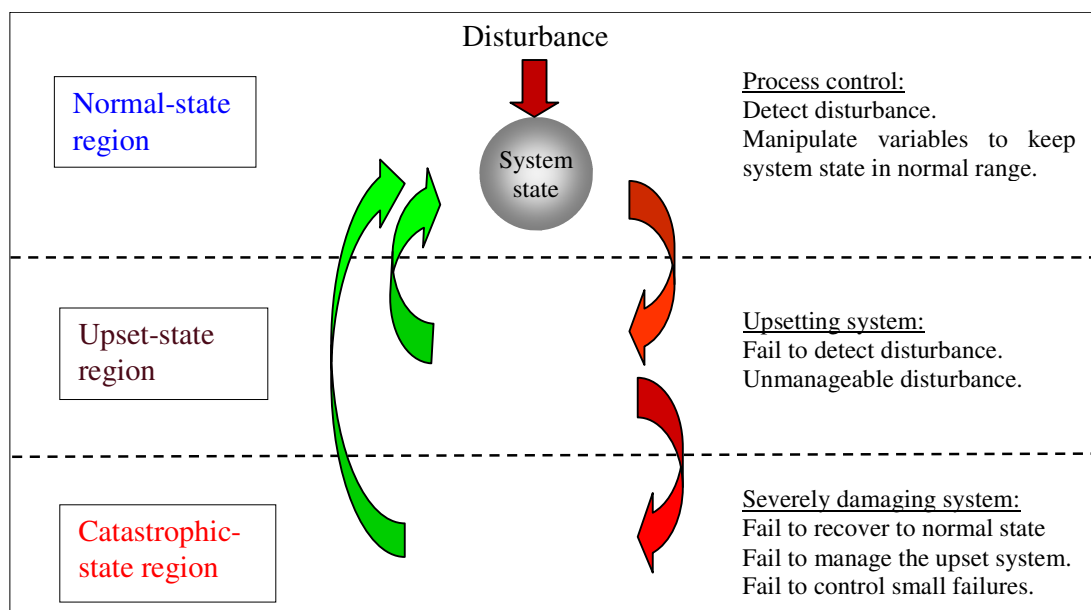 Disturbance
Normal-state
region
System
state
Process control:
Detect disturbance.
Manipulate variables to keep
system state in normal range.
Upset-state
region
Upsetting system:
Fail to detect disturbance.
Unmanageable disturbance.
Catastrophic-
state region
Severely damaging system:
Fail to recover to normal state
Fail to manage the upset system.
Fail to control small failures.